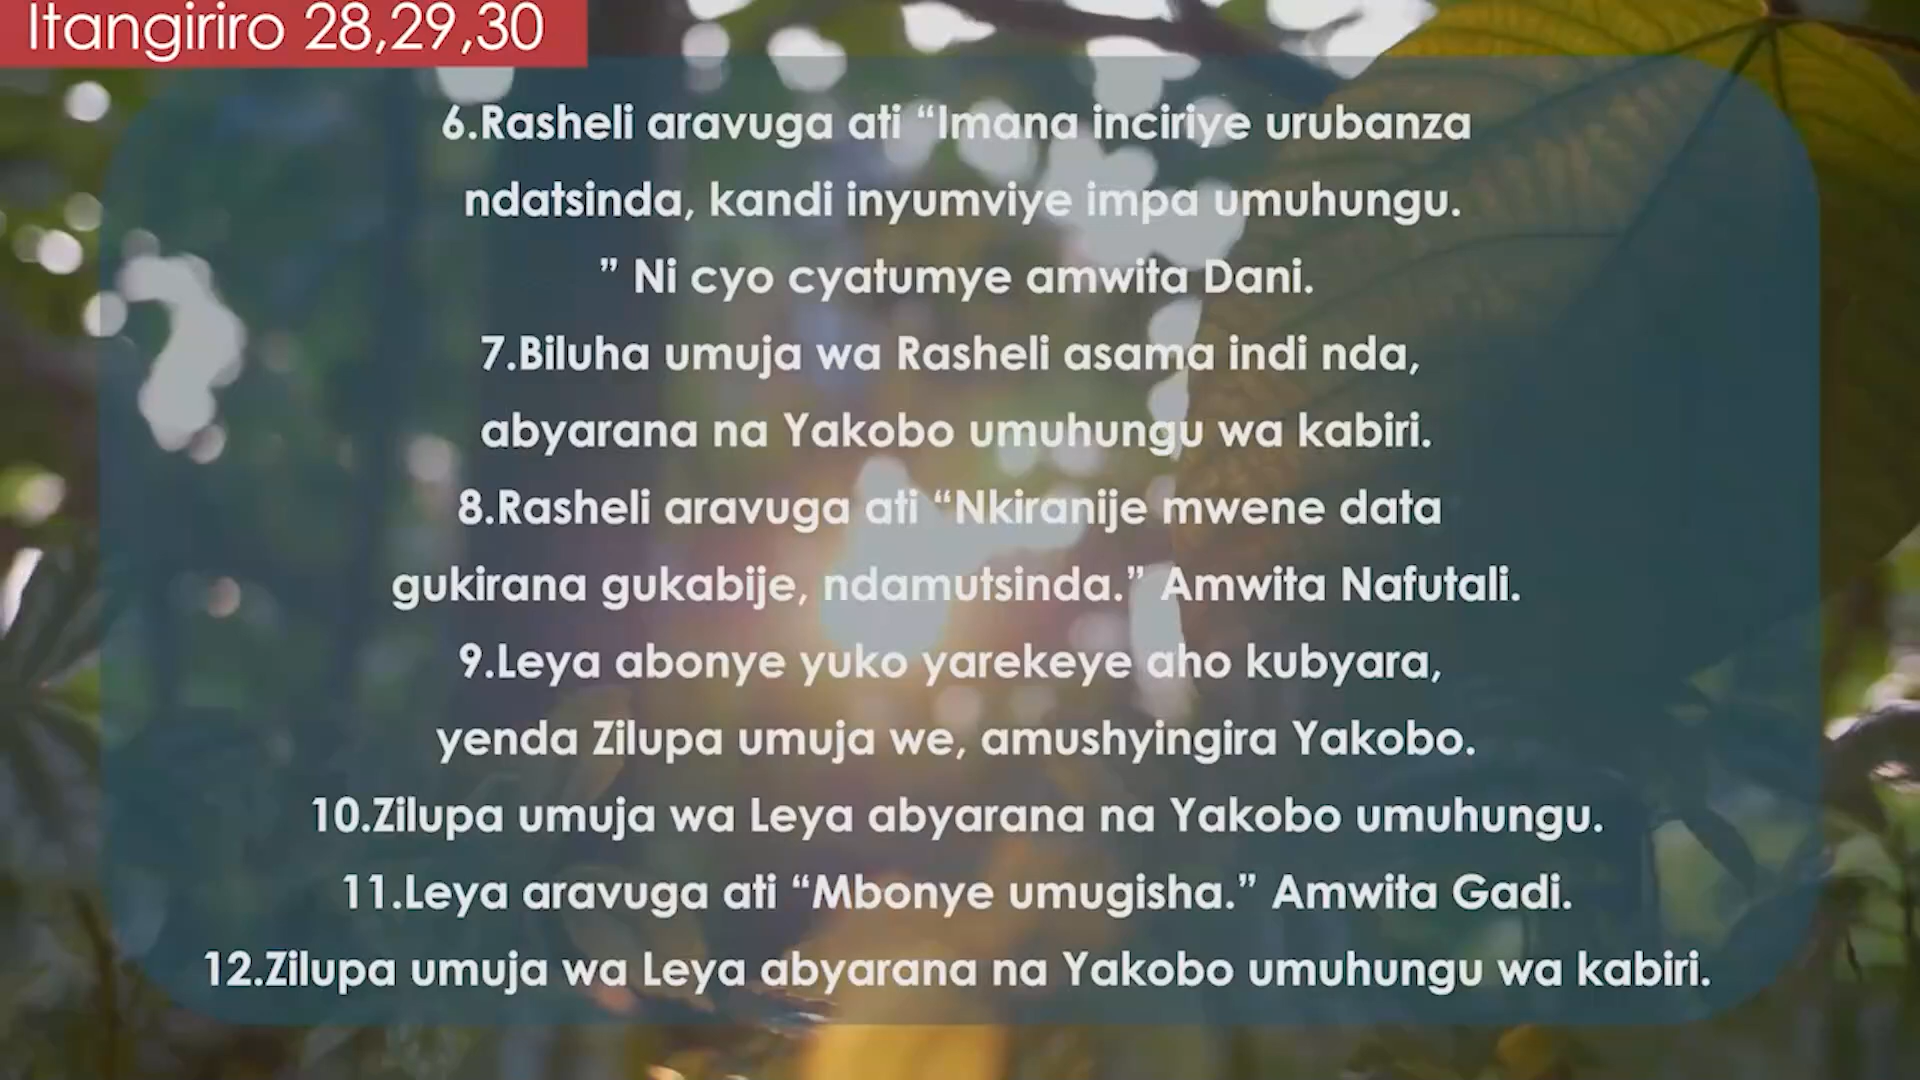 Itangiriro 28,29,30
6.Rasheli aravuga ati “Imana inciriye urubanza
ndatsinda, kandi inyumviye impa umuhungu.
” Ni cyo cyatumye amwita Dani.
7.Biluha umuja wa Rasheli asama indi nda,
abyarana na Yakobo umuhungu wa kabiri.
8.Rasheli aravuga ati “Nkiranije mwene data
gukirana gukabije, ndamutsinda.” Amwita Nafutali.
9.Leya abonye yuko yarekeye aho kubyara,
yenda Zilupa umuja we, amushyingira Yakobo.
10.Zilupa umuja wa Leya abyarana na Yakobo umuhungu.
11.Leya aravuga ati “Mbonye umugisha.” Amwita Gadi.
12.Zilupa umuja wa Leya abyarana na Yakobo umuhungu wa kabiri.